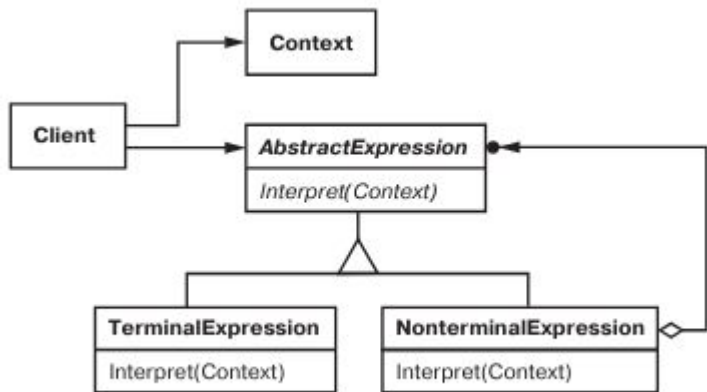 Context
Client
AbstractExpression
Interpret(Context)
TerminalExpression
Interpret(Context)
NonterminalExpression
Interpret(Context)